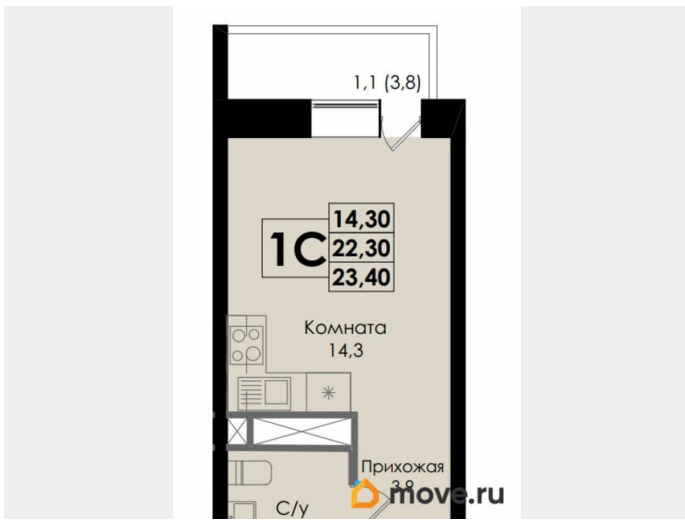 1,1 (3,8)
14,30
1С 22,30
23,40
Комната
14,3
Прихожая
С/у
move.ru